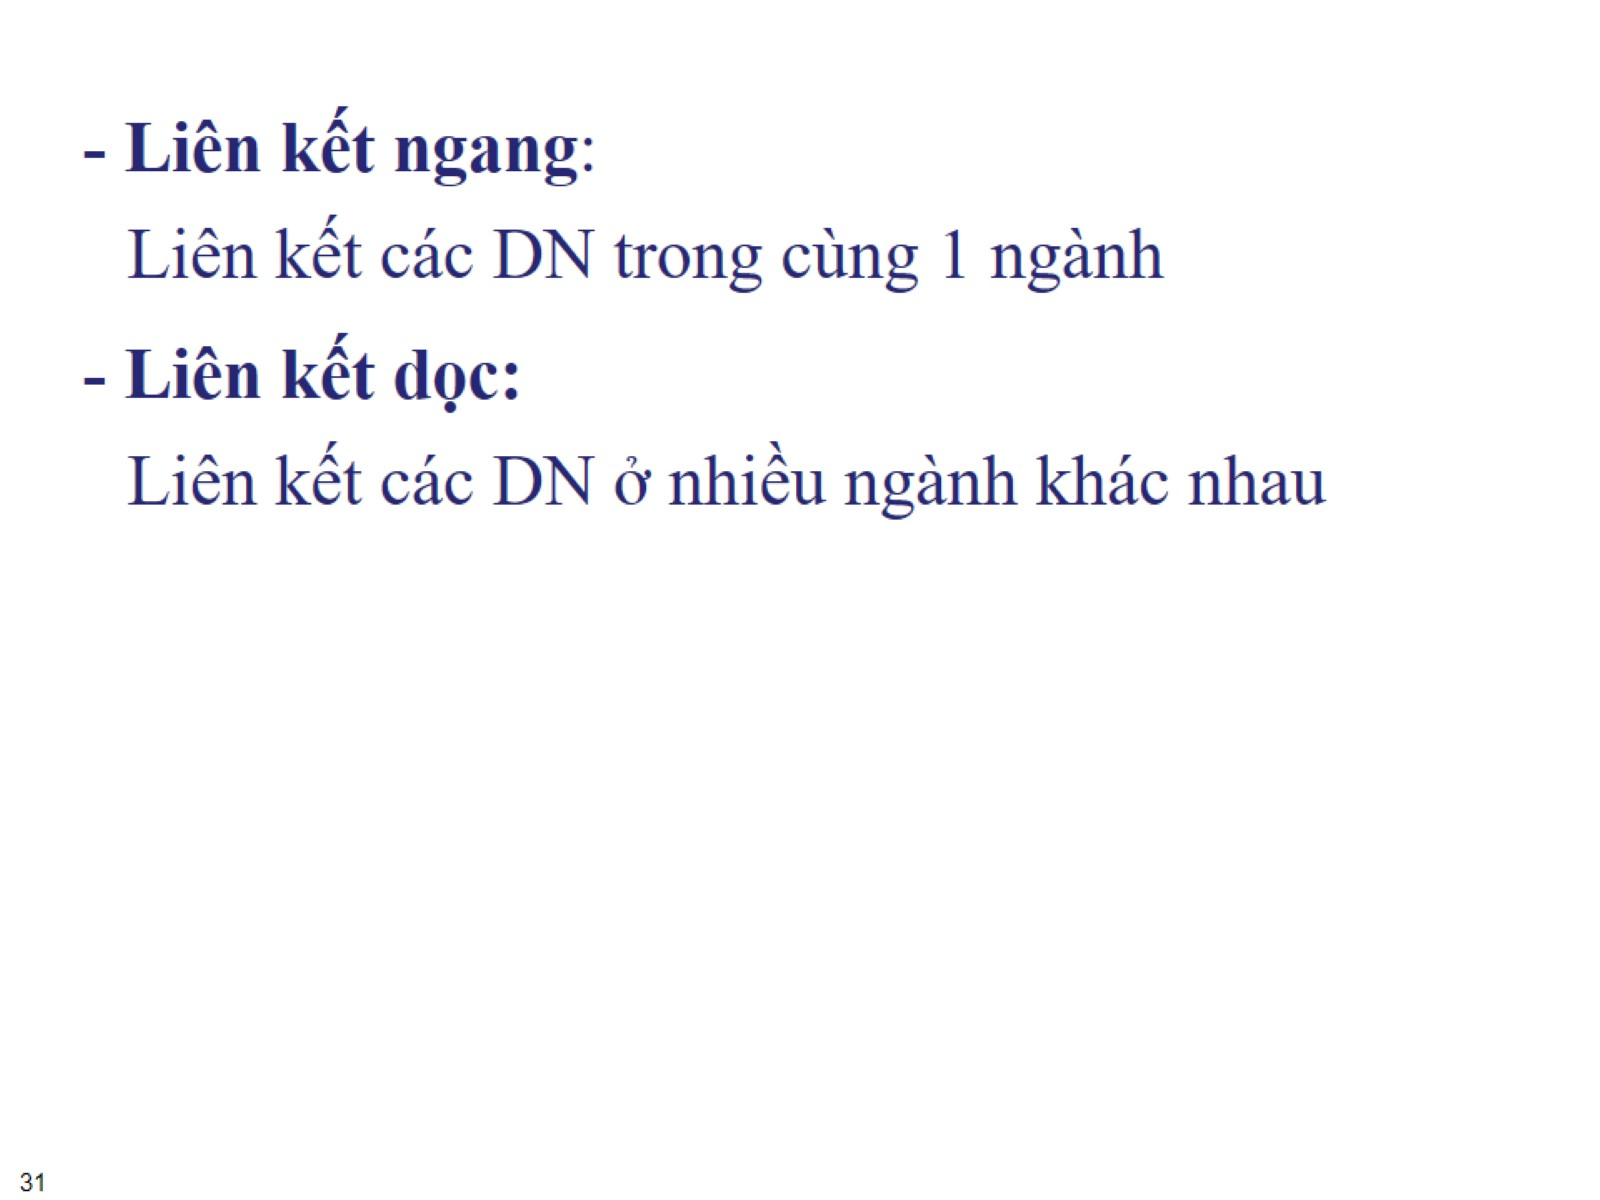 - Liên kết ngang:
Liên kết các DN trong cùng 1 ngành
- Liên kết dọc:
Liên kết các DN ở nhiều ngành khác nhau
31